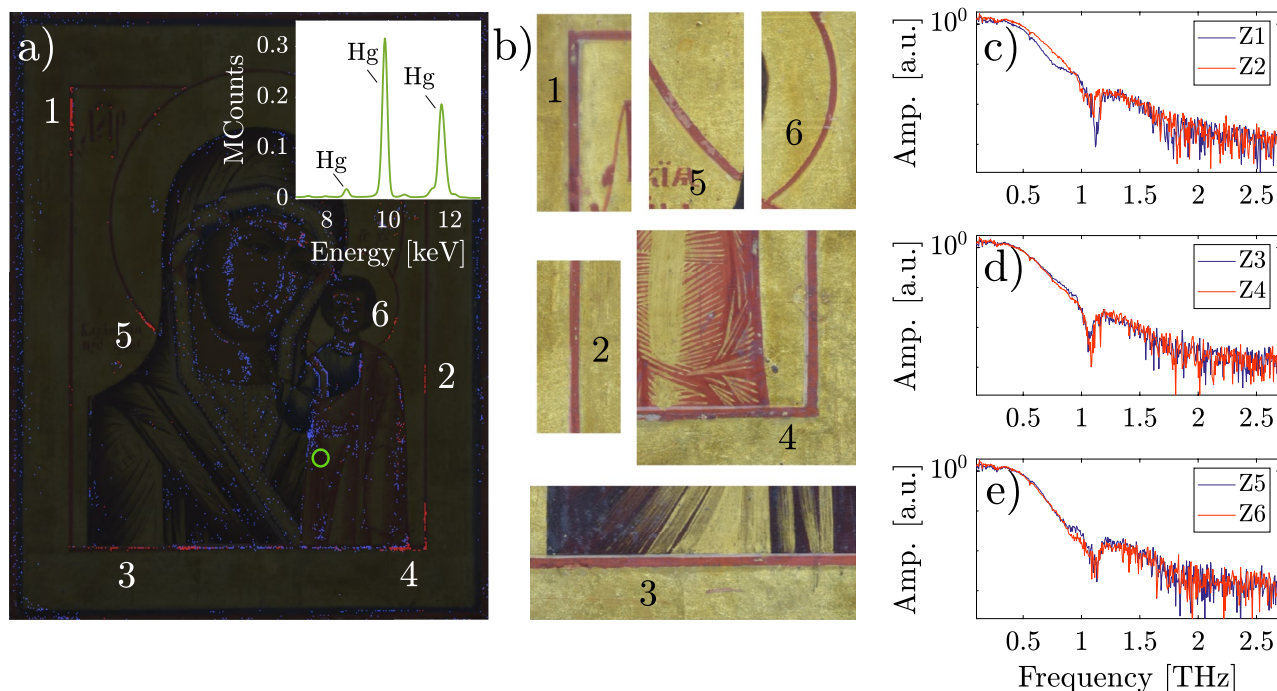 a)
1
2
3
4
5
6
MCounts
0.3
0.2
0.1
0
Hg
Hg
Hg
8
10
12
Energy [keV]
b)
1
5
6
2
4
3
c)
Z1
Z2
Amp. [a.u.]
10⁰
0.5
1
1.5
2
2.5
d)
Z3
Z4
Amp. [a.u.]
10⁰
0.5
1
1.5
2
2.5
e)
Z5
Z6
Amp. [a.u.]
10⁰
0.5
1
1.5
2
2.5
Frequency [THz]